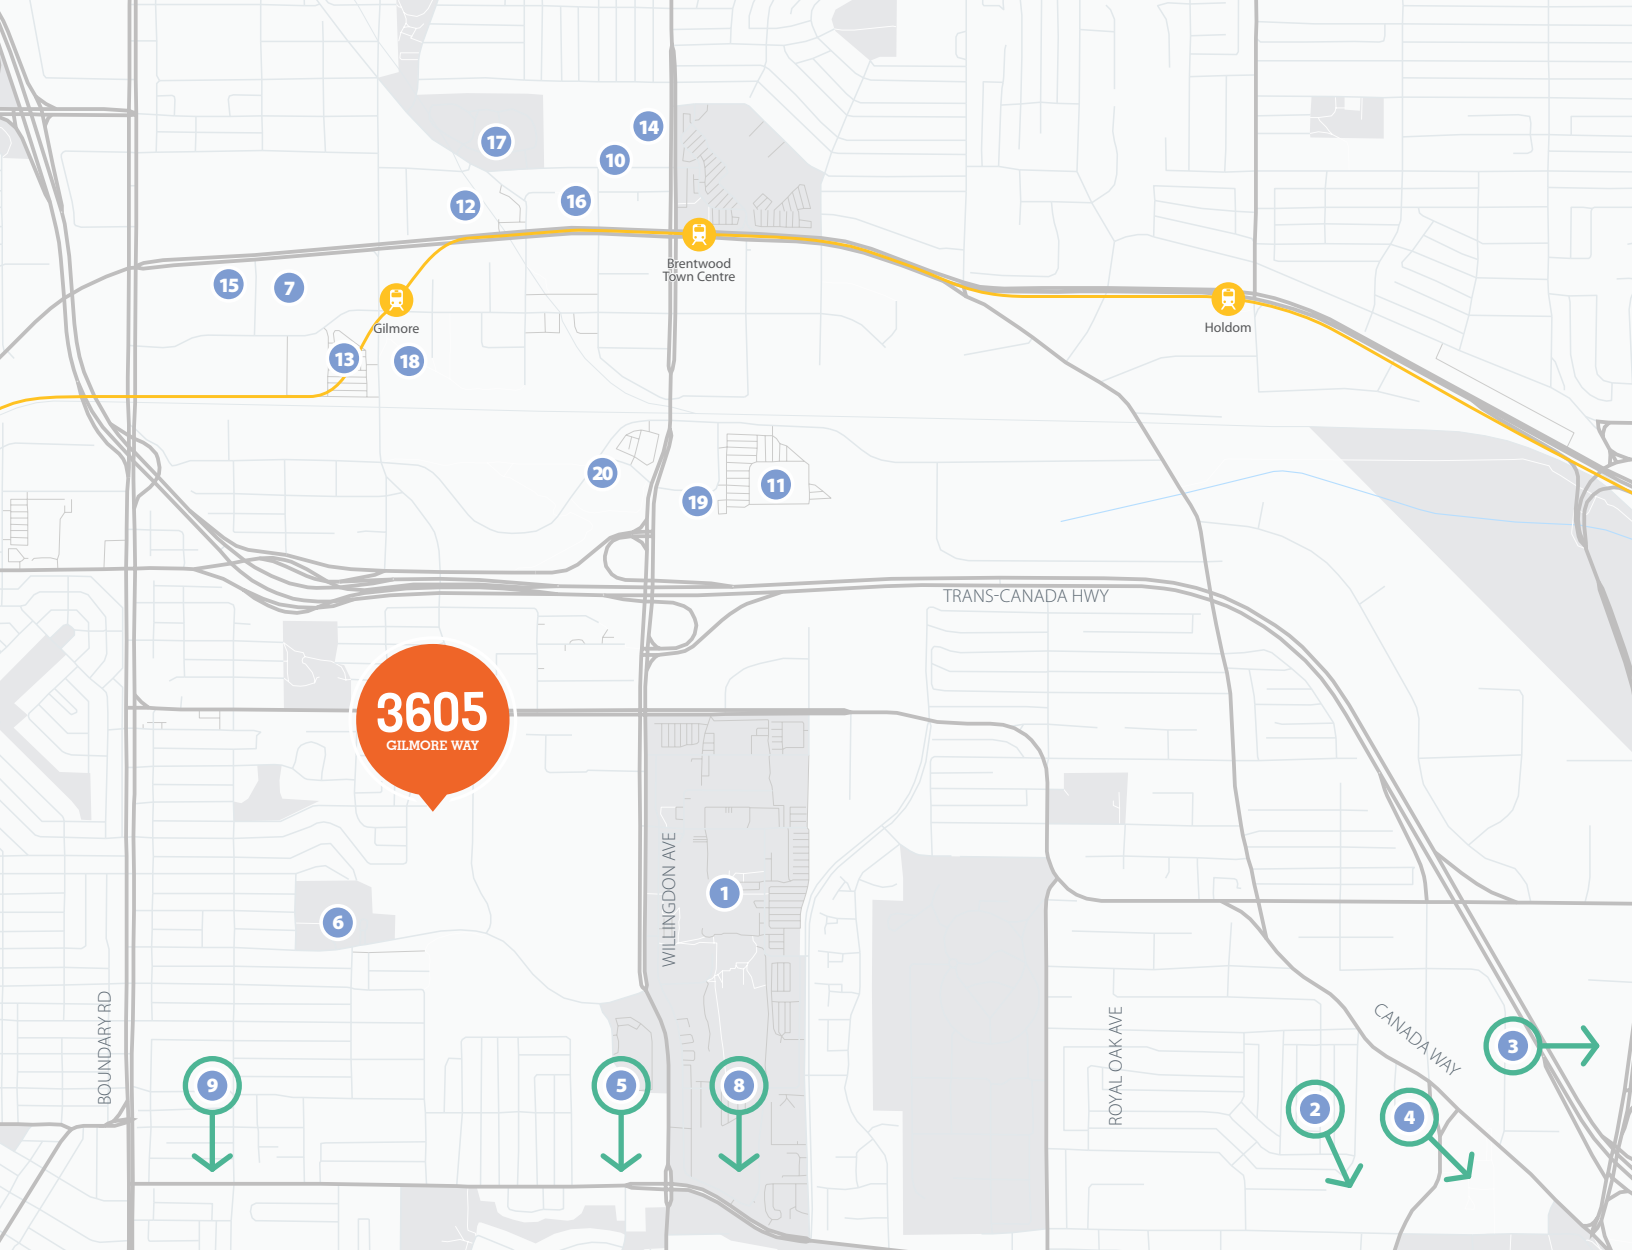 14
17
10
12
16
Brentwood
Town Centre
15
7
Gilmore
Holdom
13
18
20
11
19
TRANS-CANADA HWY
3605
GILMORE WAY
WILLINGDON AVE
1
6
BOUNDARY RD
ROYAL OAK AVE
CANADA WAY
3
9
5
8
2
4